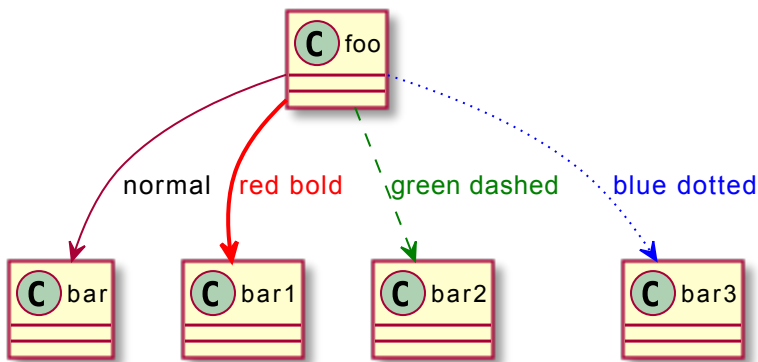 C foo
normal
red bold
green dashed
blue dotted
C bar
C bar1
C bar2
C bar3